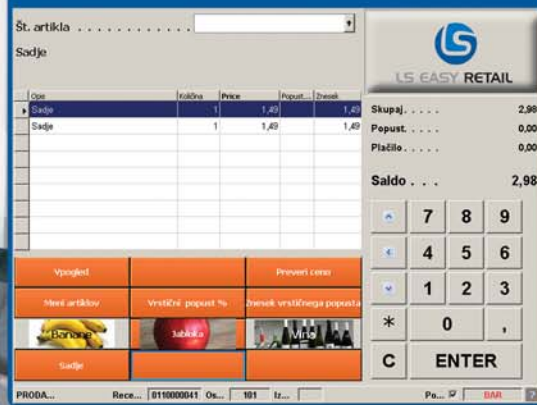 Št. artikla . . . . . . . . . . . .
Sadje
LS EASY RETAIL
Opis Količina Price Popust... Znesek
Sadje 1 1,49 1,49
Sadje 1 1,49 1,49
Skupaj. . . . . 2,98
Popust. . . . . 0,00
Plačilo. . . . . 0,00
Saldo . . . 2,98
7 8 9
4 5 6
1 2 3
* 0 ,
C ENTER
Vpogled Preveri ceno
Meni artiklov Vrstični popust % Znesek vrstičnega popusta
Banane Jabolka Vina
Sadje
PRODA... Rece... 0110000041 Os... 101 Iz... Po... BAR